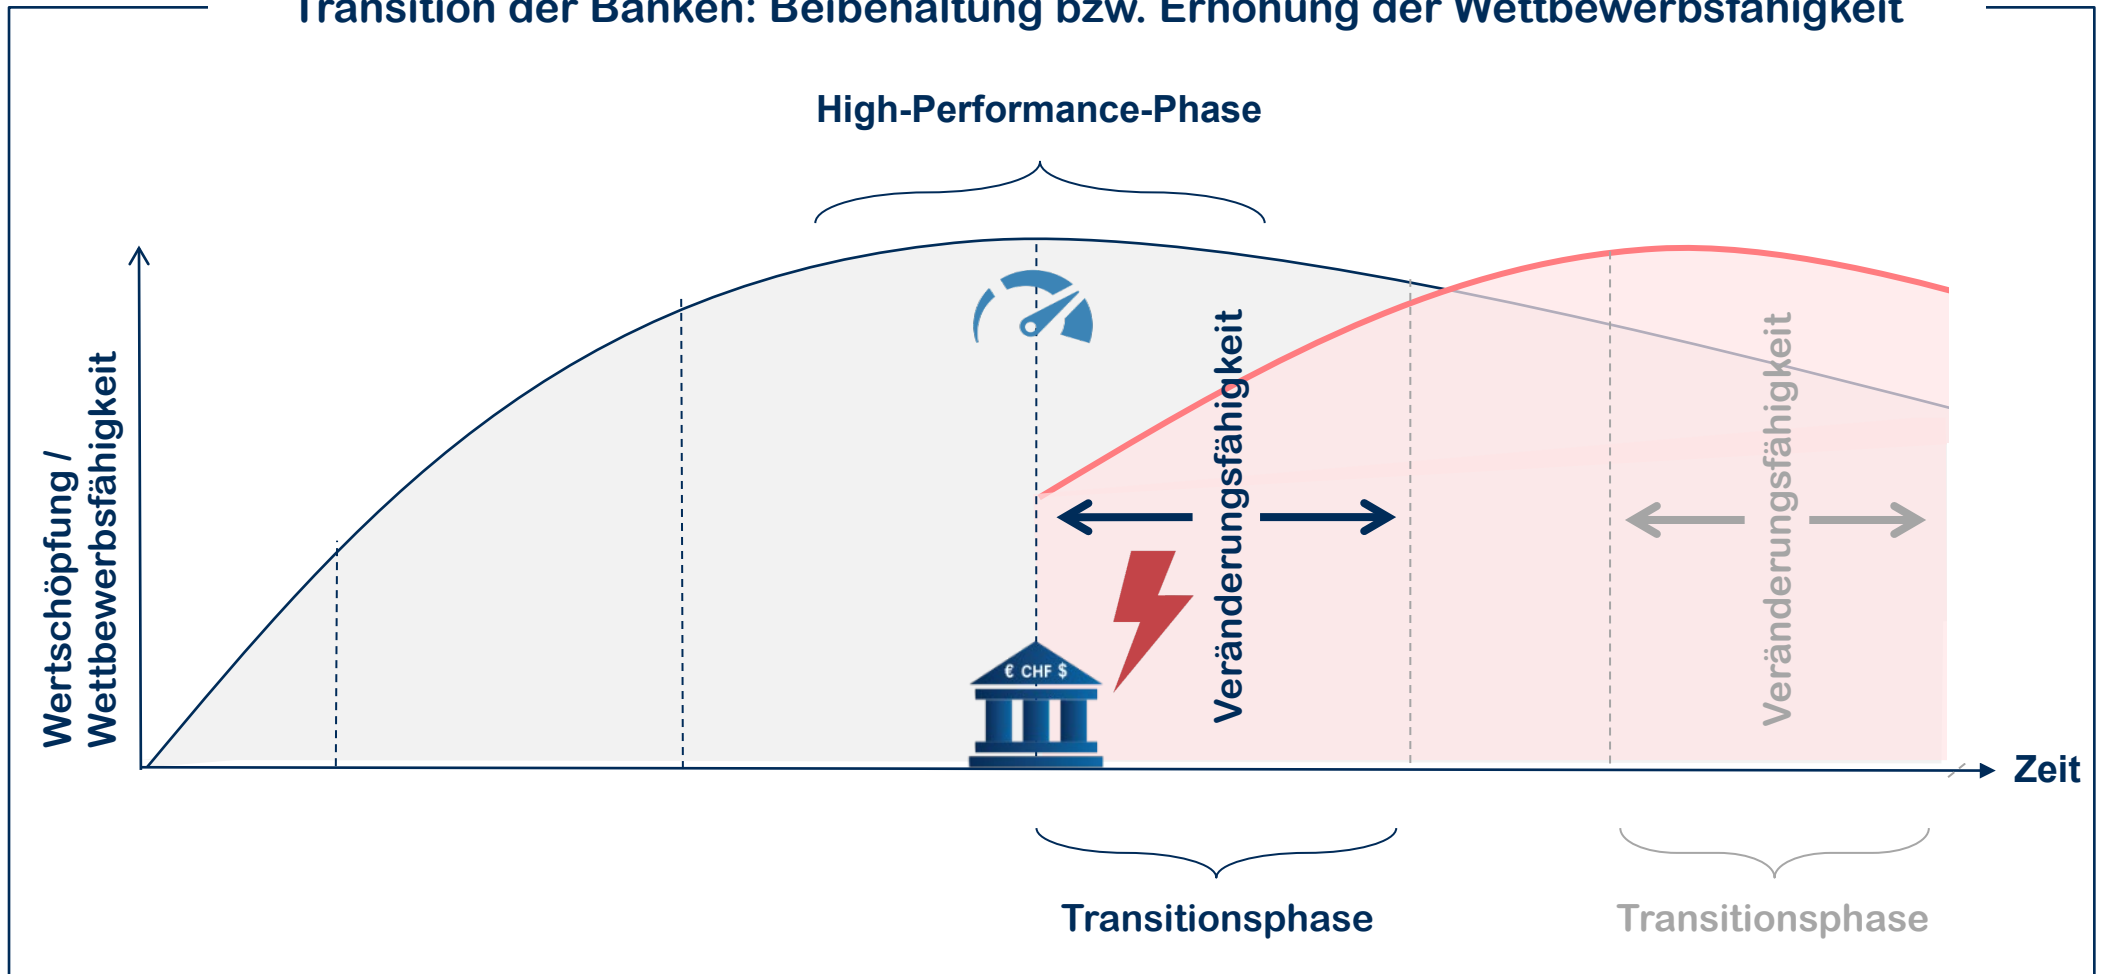 Transition der Banken: Beibehaltung bzw. Erhöhung der Wettbewerbsfähigkeit
High-Performance-Phase
Wertschöpfung /
Wettbewerbsfähigkeit
Veränderungsfähigkeit
Veränderungsfähigkeit
€ CHF $
Zeit
Transitionsphase
Transitionsphase